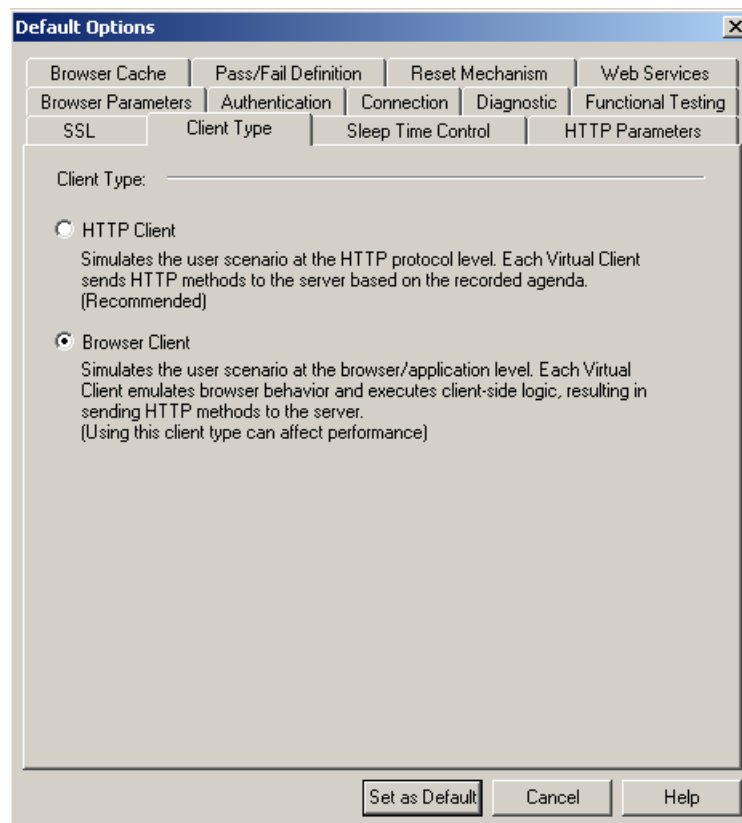 Default Options
Browser Cache Pass/Fail Definition Reset Mechanism Web Services
Browser Parameters Authentication Connection Diagnostic Functional Testing
SSL Client Type Sleep Time Control HTTP Parameters
Client Type:
HTTP Client
Simulates the user scenario at the HTTP protocol level. Each Virtual Client
sends HTTP methods to the server based on the recorded agenda.
(Recommended)
Browser Client
Simulates the user scenario at the browser/application level. Each Virtual
Client emulates browser behavior and executes client-side logic, resulting in
sending HTTP methods to the server.
(Using this client type can affect performance)
Set as Default Cancel Help